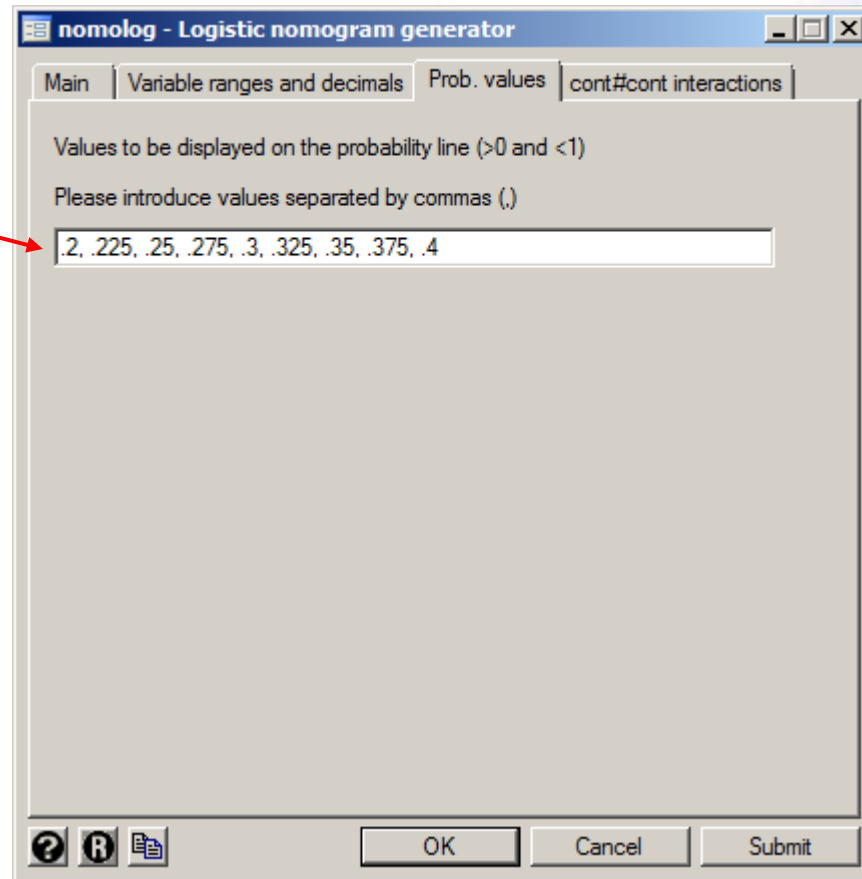 nomolog - Logistic nomogram generator
Main Variable ranges and decimals Prob. values cont#cont interactions
Values to be displayed on the probability line (>0 and <1)
Please introduce values separated by commas (,)
.2, .225, .25, .275, .3, .325, .35, .375, .4
? R OK Cancel Submit